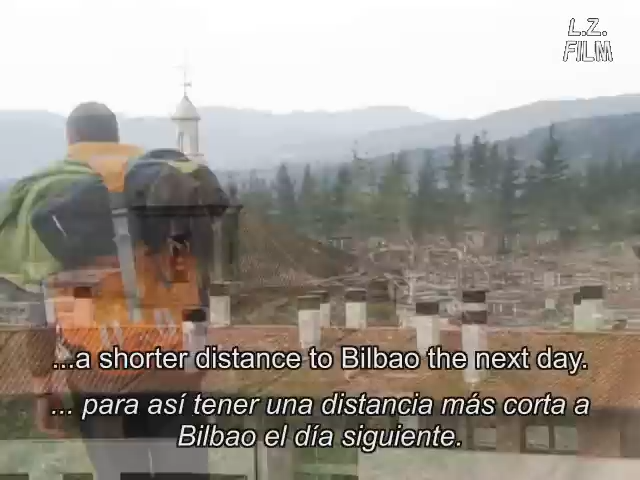 L.Z.
FILM
...a shorter distance to Bilbao the next day.
... para así tener una distancia más corta a
Bilbao el día siguiente.